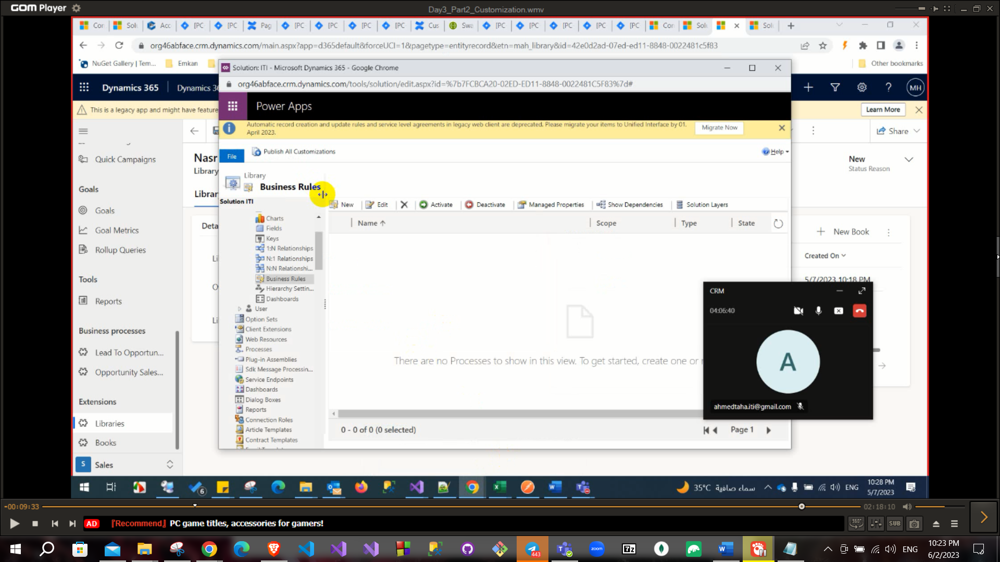 GOM Player
Day3_Part2_Customization.wmv
Cor
Solu
Acc
[PC
[PC
Pag
[PC
[PC
[PC
[PC
Cus
Swa
[PC
[PC
[PC
[PC
[PC
Cor
Solu
Solu
org46abface.crm.dynamics.com/main.aspx?app=d365default&forceUCI=1&pagetype=entityrecord&etn=mah_library&id=42e0d2ad-07ed-ed11-8848-0022481c5f83
NuGet Gallery | Tem...
Emkan
Other bookmarks
Solution: ITI - Microsoft Dynamics 365 - Google Chrome
org46abface.crm.dynamics.com/tools/solution/edit.aspx?id=%7b7FCBCA20-02ED-ED11-8848-0022481C5F83%7d#
Dynamics 365
Dynamics 36
MH
Power Apps
This is a legacy app and might have feature
Learn More
Automatic record creation and update rules and service level agreements in legacy web client are deprecated. Please migrate your items to Unified Interface by 01. April 2023.
Migrate Now
Share
File
Publish All Customizations
Help
Quick Campaigns
Nasr
Library
New
Status Reason
Library
Business Rules
Goals
Librar
Solution ITI
New
Edit
Activate
Deactivate
Managed Properties
Show Dependencies
Solution Layers
Goals
Goal Metrics
Rollup Queries
Deta
Charts
Fields
Keys
1:N Relationships
N:1 Relationships
N:N Relationshi...
Business Rules
Hierarchy Settin...
Dashboards
User
Option Sets
Client Extensions
Web Resources
Processes
Plug-in Assemblies
Sdk Message Processin...
Service Endpoints
Dashboards
Dialog Boxes
Reports
Connection Roles
Article Templates
Contract Templates
Name
Scope
Type
State
New Book
Created On
5/7/2023 10:18 PM
Li
O
Li
Tools
Reports
Business processes
Lead To Opportun...
Opportunity Sales...
Extensions
Libraries
Books
S
Sales
There are no Processes to show in this view. To get started, create one or
CRM
04:06:40
A
ahmedtaha.iti@gmail.com
0 - 0 of 0 (0 selected)
Page 1
6
35°C سماء صافية
ENG
10:28 PM
5/7/2023
-00:09:33
02:18:10
AD
『Recommend』 PC game titles, accessories for gamers!
360°
SUB
443
zoom
7z
ENG
10:23 PM
6/2/2023